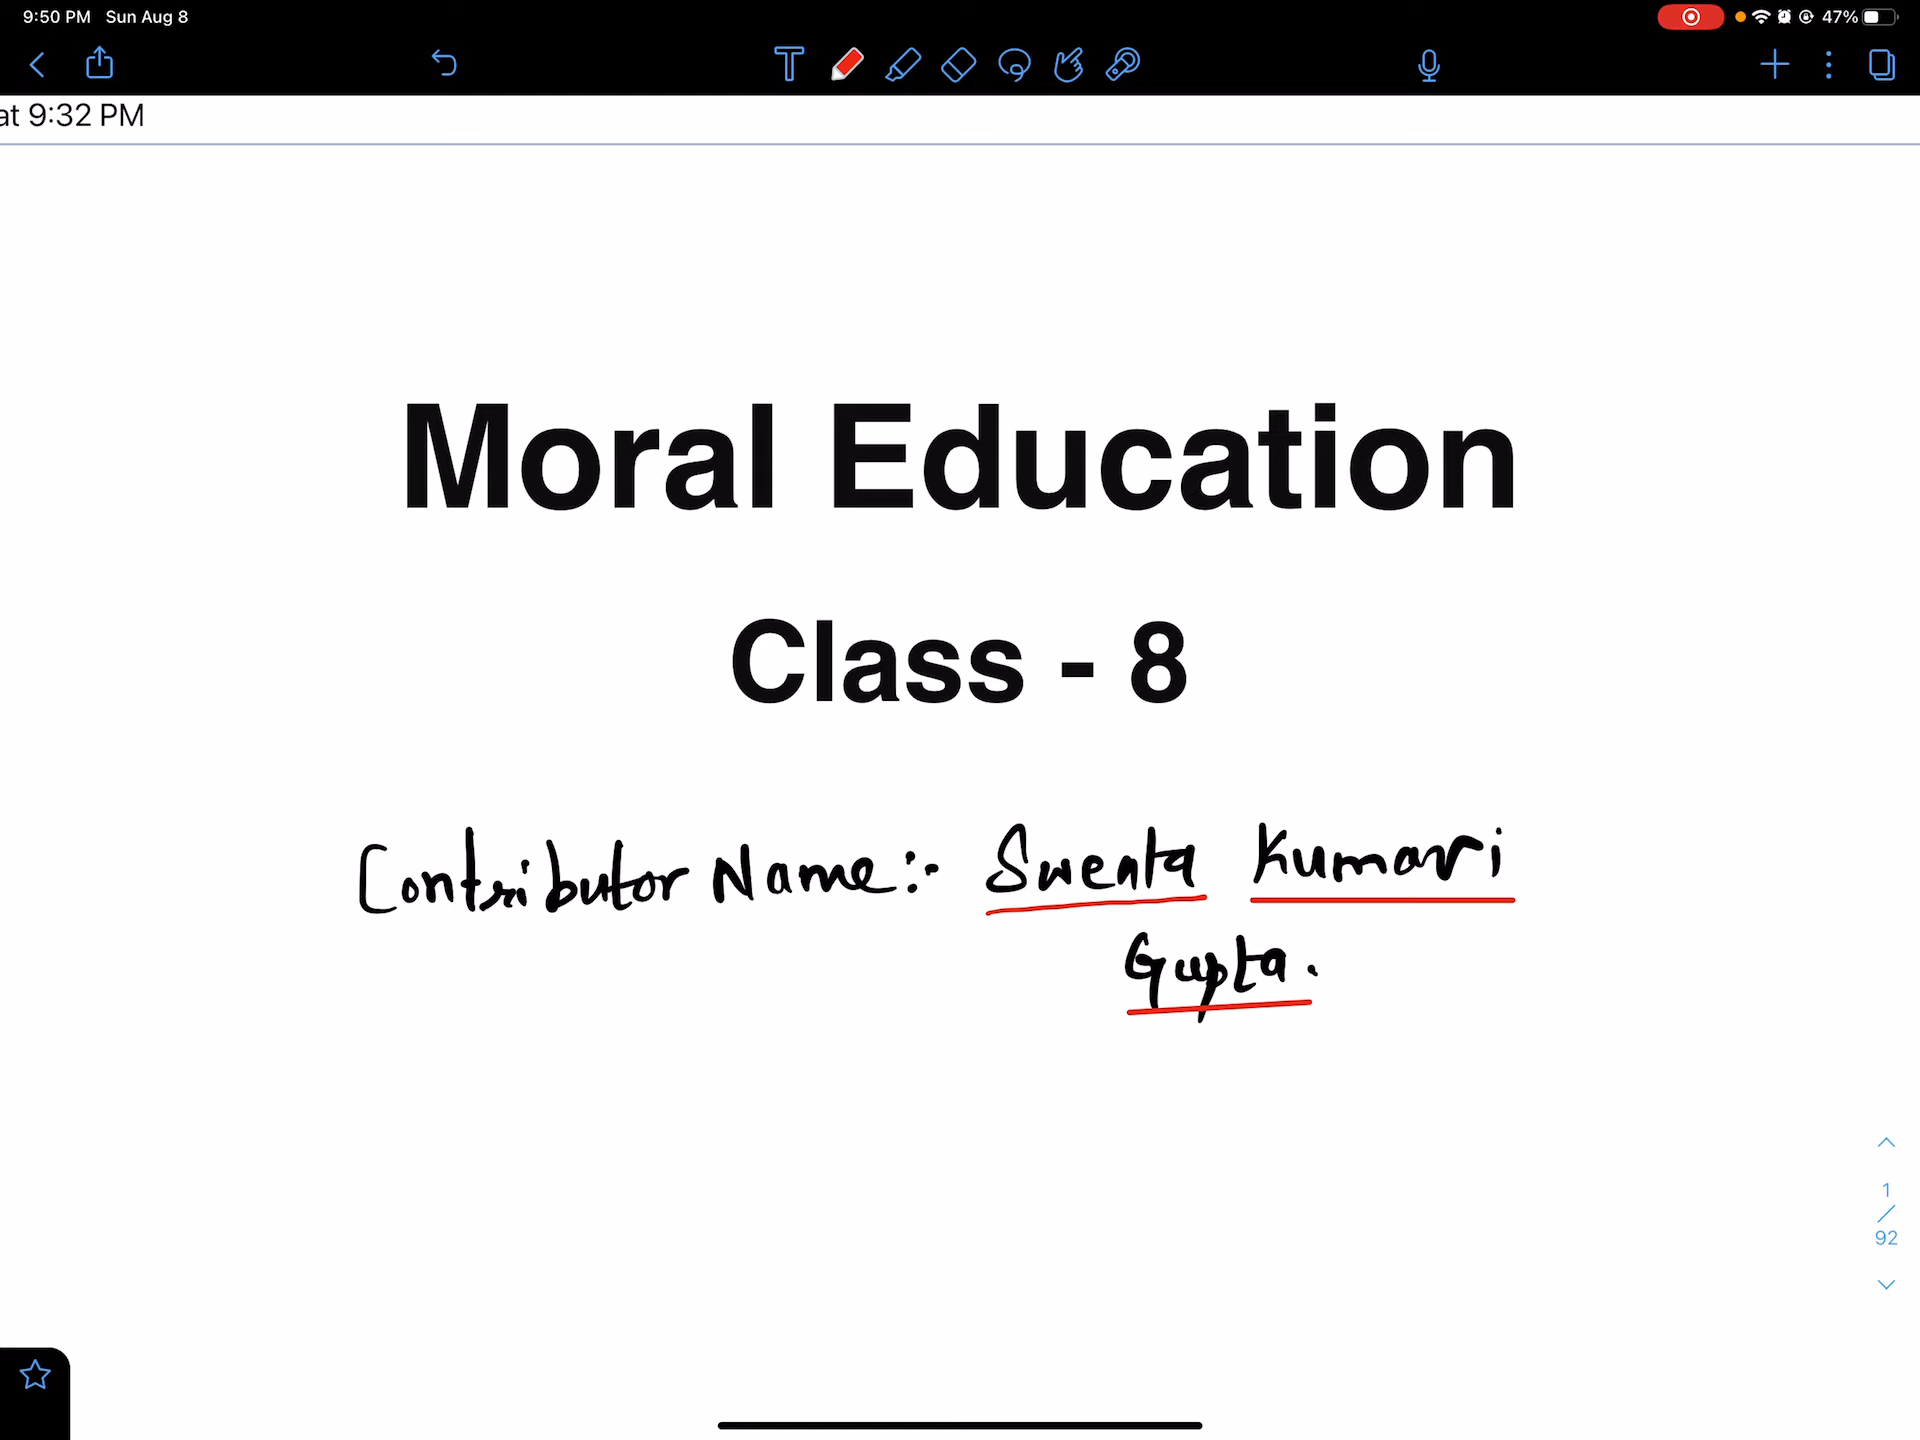 9:50 PM Sun Aug 8
47%
at 9:32 PM
Moral Education
Class - 8
Contributor Name:- Sweata Kumari
Gupta.
1
/
92